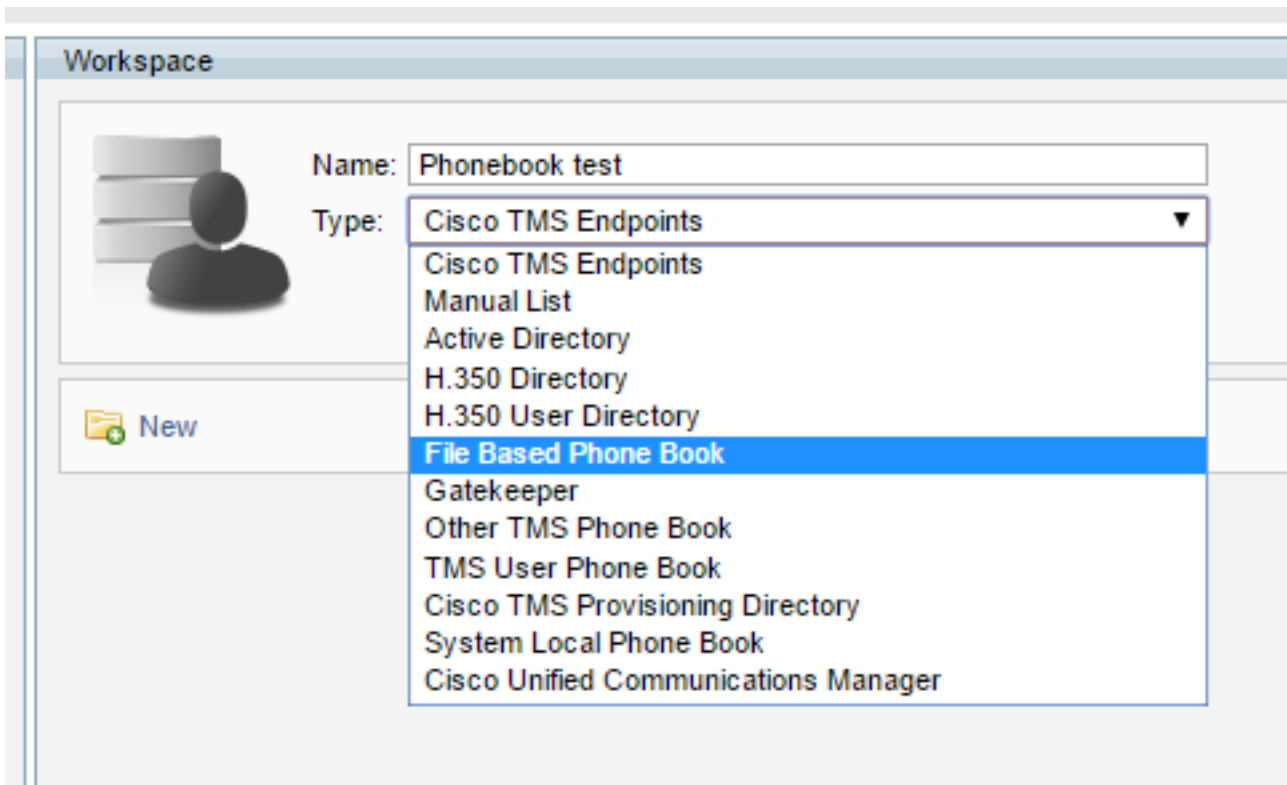 Workspace
Name: Phonebook test
Type: Cisco TMS Endpoints
Cisco TMS Endpoints
Manual List
Active Directory
H.350 Directory
H.350 User Directory
File Based Phone Book
Gatekeeper
Other TMS Phone Book
TMS User Phone Book
Cisco TMS Provisioning Directory
System Local Phone Book
Cisco Unified Communications Manager
New